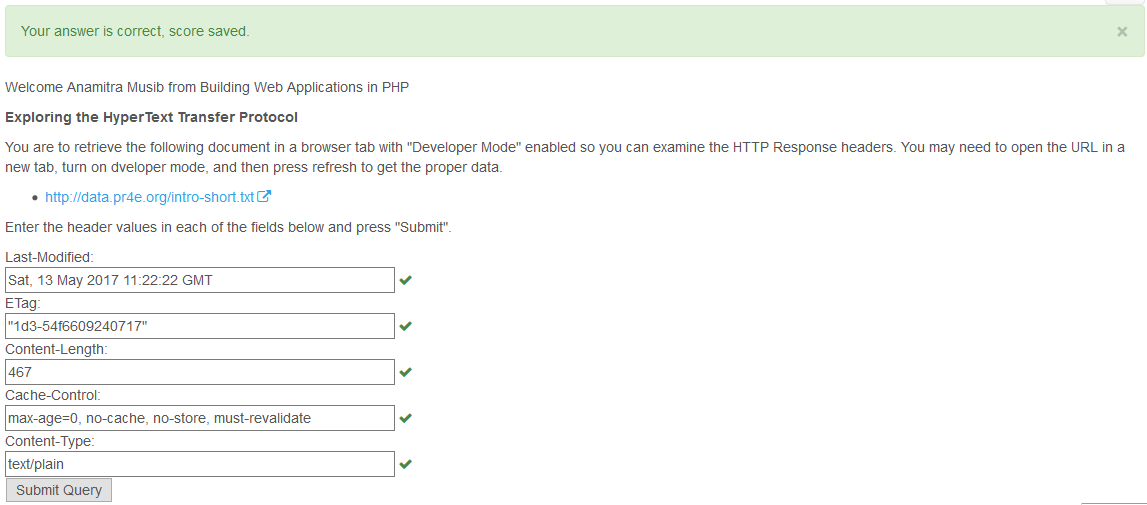 Your answer is correct, score saved.
×
Welcome Anamitra Musib from Building Web Applications in PHP
Exploring the HyperText Transfer Protocol
You are to retrieve the following document in a browser tab with "Developer Mode" enabled so you can examine the HTTP Response headers. You may need to open the URL in a
new tab, turn on dveloper mode, and then press refresh to get the proper data.
• http://data.pr4e.org/intro-short.txt
Enter the header values in each of the fields below and press "Submit".
Last-Modified:
Sat, 13 May 2017 11:22:22 GMT
ETag:
"1d3-54f6609240717"
Content-Length:
467
Cache-Control:
max-age=0, no-cache, no-store, must-revalidate
Content-Type:
text/plain
Submit Query